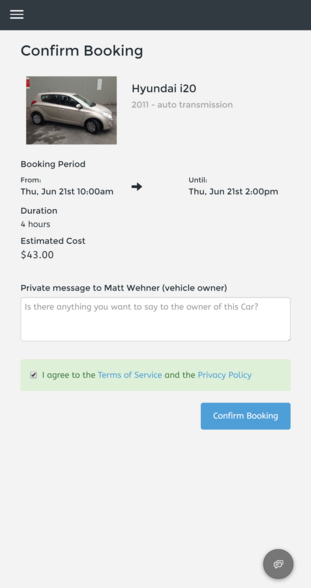 Confirm Booking
Hyundai i20
2011 - auto transmission
Booking Period
From:
Thu, Jun 21st 10:00am
Until:
Thu, Jun 21st 2:00pm
Duration
4 hours
Estimated Cost
$43.00
Private message to Matt Wehner (vehicle owner)
Is there anything you want to say to the owner of this Car?
I agree to the Terms of Service and the Privacy Policy
Confirm Booking